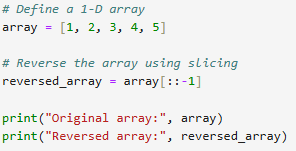 # Define a 1-D array
array = [1, 2, 3, 4, 5]
# Reverse the array using slicing
reversed_array = array[::-1]
print("Original array:", array)
print("Reversed array:", reversed_array)